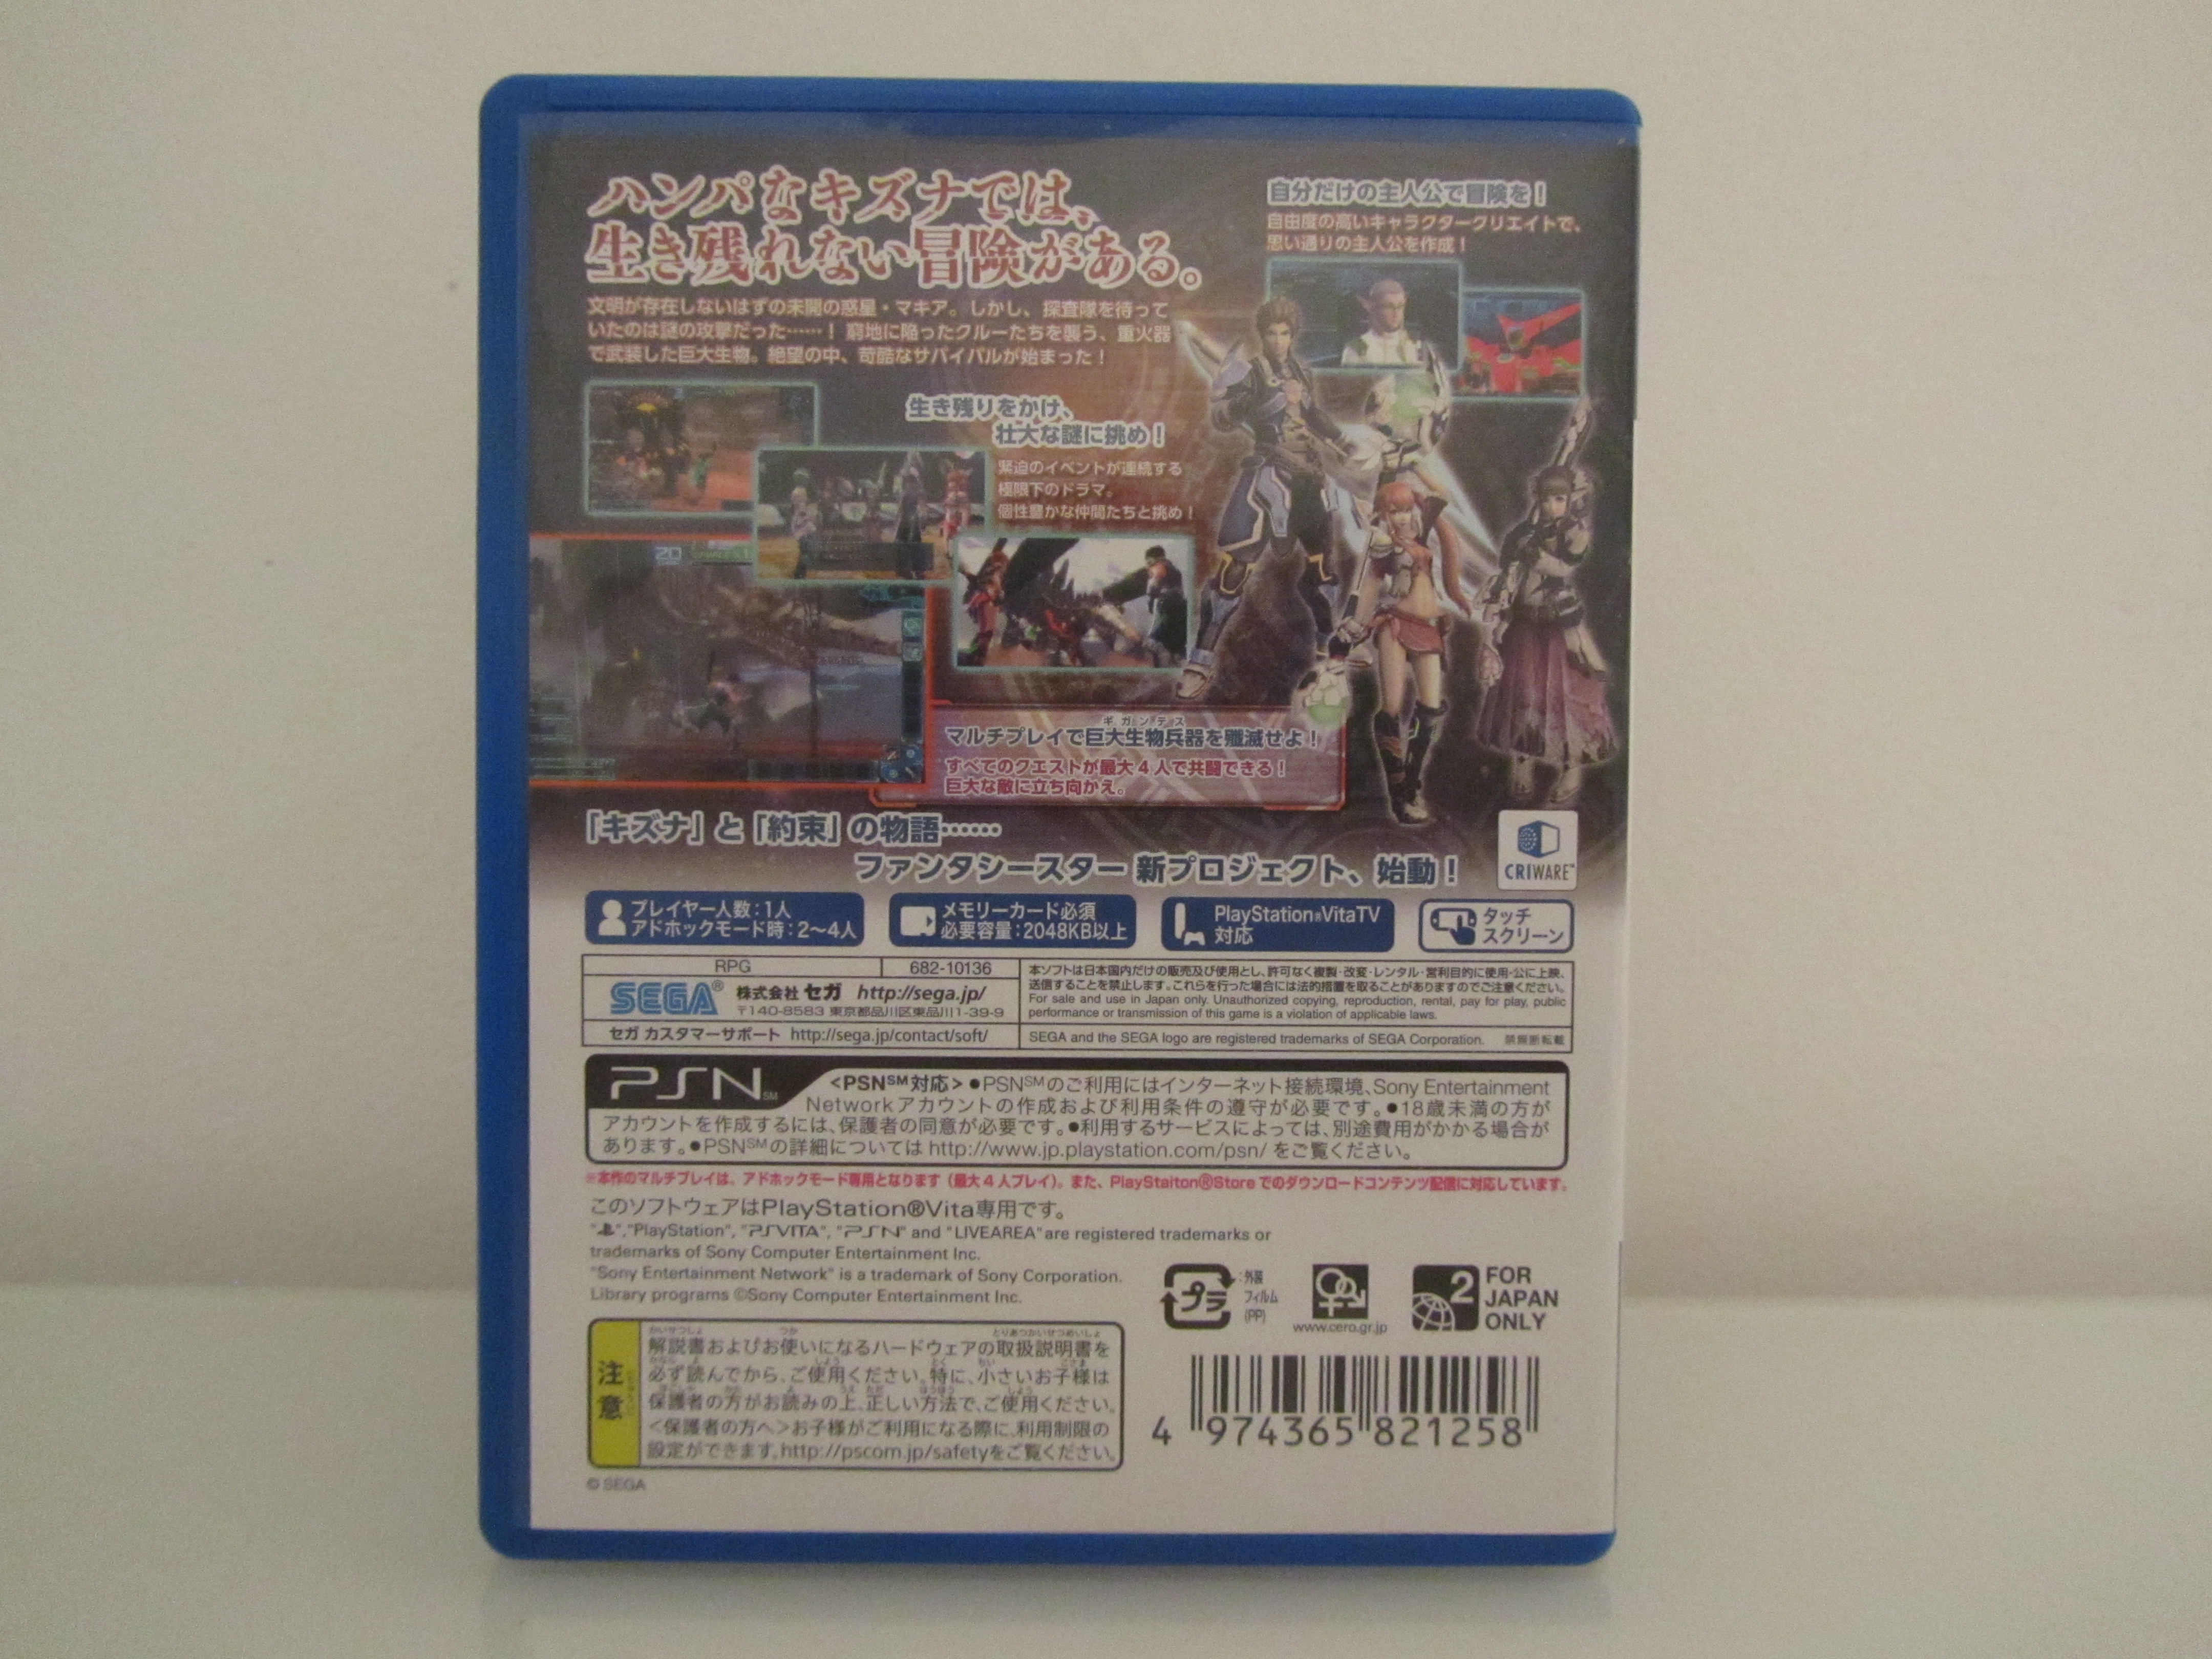 ハンパなキズナでは、
生き残れない冒険がある。
文明が存在しないはずの未開の惑星・マキア。しかし、探査隊を待って
いたのは謎の攻撃だった……！ 窮地に陥ったクルーたちを襲う、重火器
で武装した巨大生物。絶望の中、苛酷なサバイバルが始まった！
自分だけの主人公で冒険を！
自由度の高いキャラクタークリエイトで、
思い通りの主人公を作成！
生き残りをかけ、
壮大な謎に挑め！
緊迫のイベントが連続する
極限下のドラマ。
個性豊かな仲間たちと挑め！
20
ギガンテス
マルチプレイで巨大生物兵器を殲滅せよ！
すべてのクエストが最大４人で共闘できる！
巨大な敵に立ち向かえ。
「キズナ」と「約束」の物語……
ファンタシースター 新プロジェクト、始動！
CRIWARE™
プレイヤー人数：1人
アドホックモード時：2〜4人
メモリーカード必須
必要容量：2048KB以上
PlayStation®VitaTV
対応
タッチ
スクリーン
RPG
682-10136
SEGA®
株式会社 セガ http://sega.jp/
〒140-8583 東京都品川区東品川1-39-9
セガ カスタマーサポート http://sega.jp/contact/soft/
本ソフトは日本国内だけの販売及び使用とし、許可なく複製・改変・レンタル・営利目的に使用・公に上映、
送信することを禁止します。これらを行った場合には法的措置を取ることがありますのでご注意ください。
For sale and use in Japan only. Unauthorized copying, reproduction, rental, pay for play, public
performance or transmission of this game is a violation of applicable laws.
SEGA and the SEGA logo are registered trademarks of SEGA Corporation. 禁無断転載
PSN SM
<PSN℠対応> ●PSN℠のご利用にはインターネット接続環境、Sony Entertainment
Networkアカウントの作成および利用条件の遵守が必要です。●18歳未満の方が
アカウントを作成するには、保護者の同意が必要です。●利用するサービスによっては、別途費用がかかる場合が
あります。●PSN℠の詳細については http://www.jp.playstation.com/psn/ をご覧ください。
※本作のマルチプレイは、アドホックモード専用となります（最大４人プレイ）。また、PlayStaiton®Store でのダウンロードコンテンツ配信に対応しています。
このソフトウェアはPlayStation®Vita専用です。
"","PlayStation", "PSVITA", "PSN" and "LIVEAREA"are registered trademarks or
trademarks of Sony Computer Entertainment Inc.
"Sony Entertainment Network" is a trademark of Sony Corporation.
Library programs ©Sony Computer Entertainment Inc.
プラ
:外装
フィルム
(PP)
www.cero.gr.jp
2
FOR
JAPAN
ONLY
注意
解説書およびお使いになるハードウェアの取扱説明書を
必ず読んでから、ご使用ください。特に、小さいお子様は
保護者の方がお読みの上、正しい方法で、ご使用ください。
<保護者の方へ>お子様がご利用になる際に、利用制限の
設定ができます。http://pscom.jp/safetyをご覧ください。
4 974365 821258
© SEGA